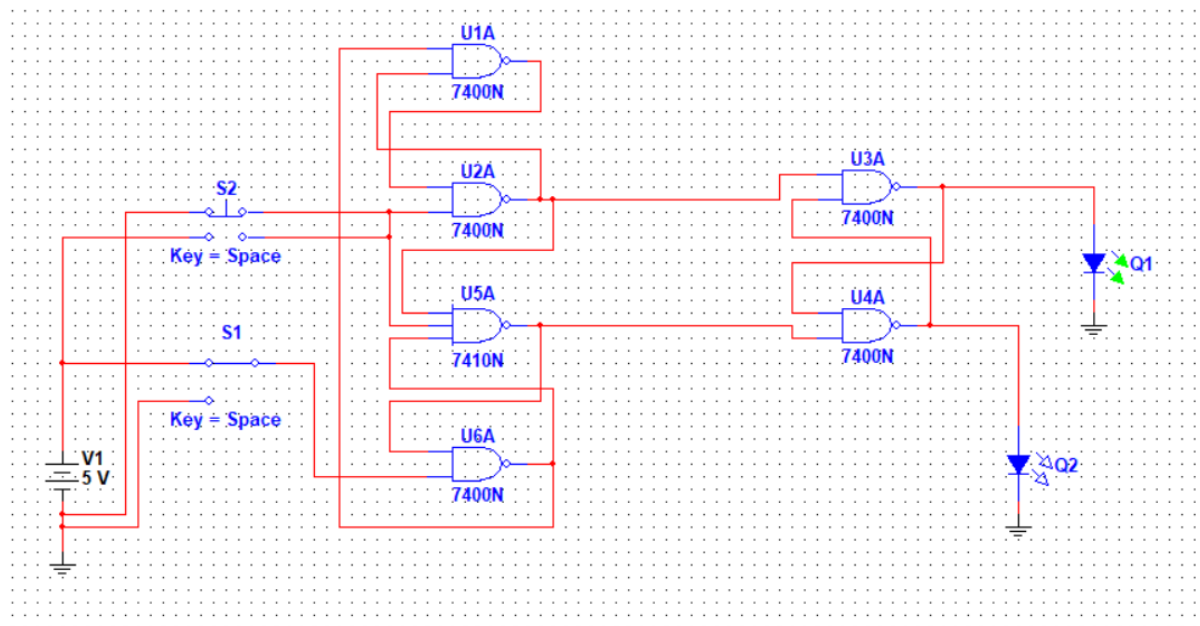 U1A
7400N
U2A
7400N
S2
Key = Space
U3A
7400N
Q1
U5A
7410N
U4A
7400N
S1
Key = Space
U6A
7400N
V1
5 V
Q2